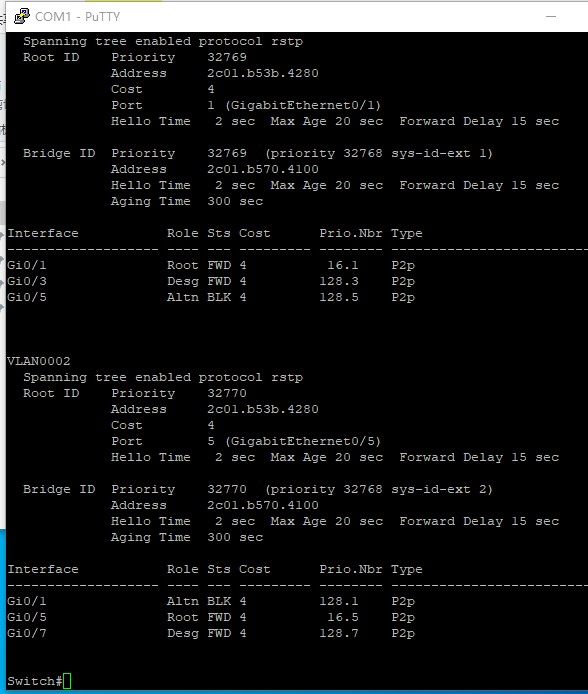 COM1 - PuTTY
Spanning tree enabled protocol rstp
Root ID    Priority    32769
Address     2c01.b53b.4280
Cost        4
Port        1 (GigabitEthernet0/1)
Hello Time   2 sec  Max Age 20 sec  Forward Delay 15 sec
Bridge ID  Priority    32769  (priority 32768 sys-id-ext 1)
Address     2c01.b570.4100
Hello Time   2 sec  Max Age 20 sec  Forward Delay 15 sec
Aging Time  300 sec
Interface           Role Sts Cost      Prio.Nbr Type
------------------- ---- --- --------- -------- -------------------------
Gi0/1               Root FWD 4          16.1    P2p
Gi0/3               Desg FWD 4         128.3    P2p
Gi0/5               Altn BLK 4         128.5    P2p
VLAN0002
Spanning tree enabled protocol rstp
Root ID    Priority    32770
Address     2c01.b53b.4280
Cost        4
Port        5 (GigabitEthernet0/5)
Hello Time   2 sec  Max Age 20 sec  Forward Delay 15 sec
Bridge ID  Priority    32770  (priority 32768 sys-id-ext 2)
Address     2c01.b570.4100
Hello Time   2 sec  Max Age 20 sec  Forward Delay 15 sec
Aging Time  300 sec
Interface           Role Sts Cost      Prio.Nbr Type
------------------- ---- --- --------- -------- -------------------------
Gi0/1               Altn BLK 4         128.1    P2p
Gi0/5               Root FWD 4          16.5    P2p
Gi0/7               Desg FWD 4         128.7    P2p
Switch#